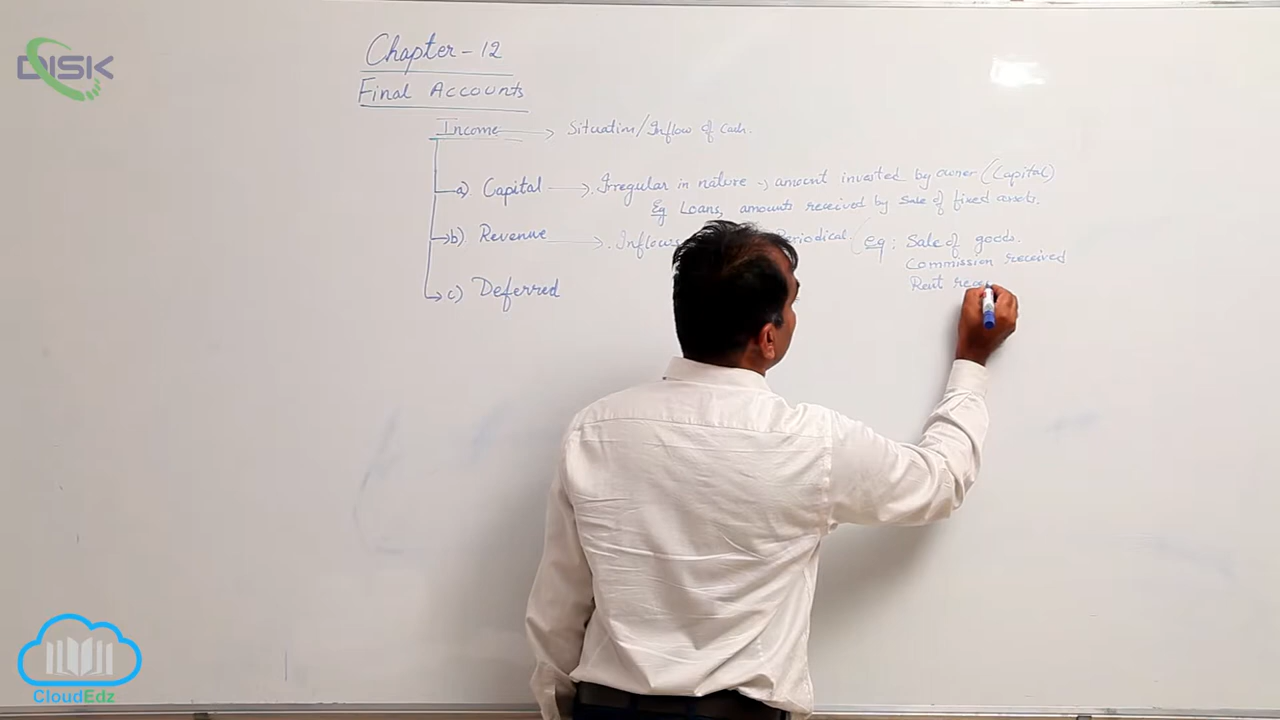 DISK
Chapter - 12
Final Accounts
Income → Situation/Inflow of Cash.
a) Capital → . Irregular in nature → amount invested by owner (Capital)
Eg Loans, amounts received by Sale of fixed assets.
b) Revenue → . Inflows Periodical (eg: Sale of goods.
Commission received
Rent rece
c) Deferred
CloudEdz